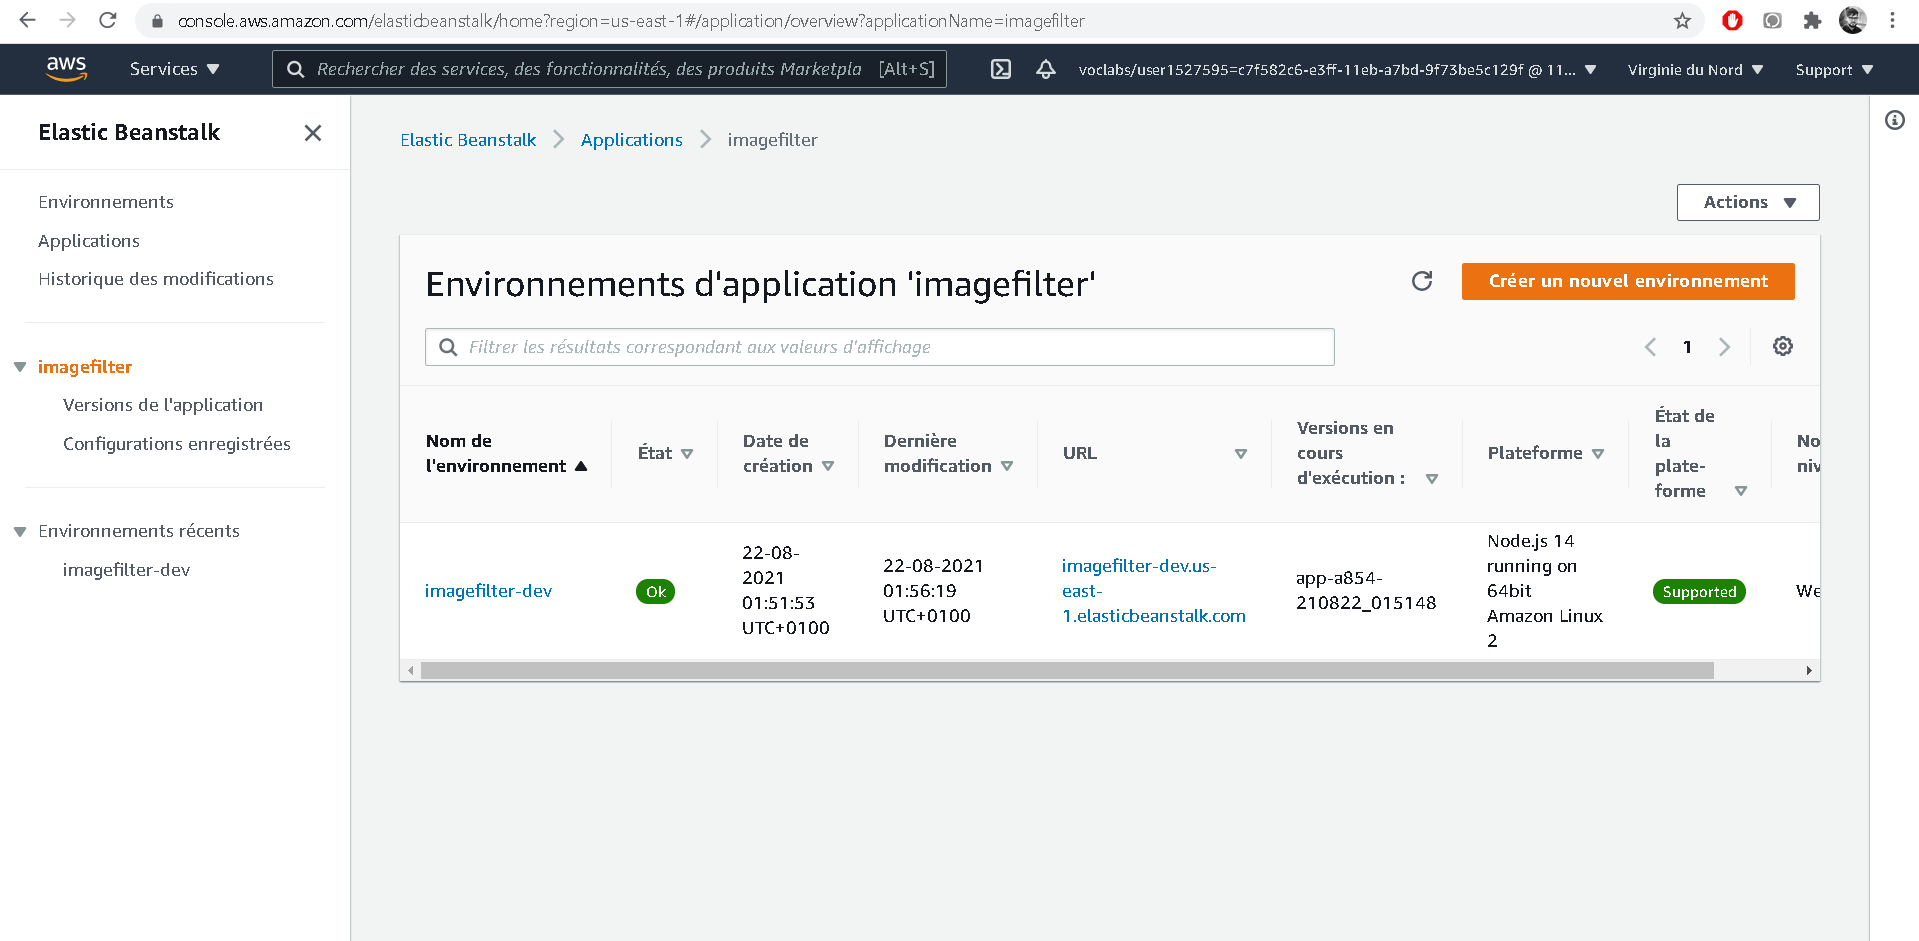 console.aws.amazon.com/elasticbeanstalk/home?region=us-east-1#/application/overview?applicationName=imagefilter
aws
Services
Rechercher des services, des fonctionnalités, des produits Marketpla
[Alt+S]
voclabs/user1527595=c7f582c6-e3ff-11eb-a7bd-9f73be5c129f @ 11...
Virginie du Nord
Support
Elastic Beanstalk
Environnements
Applications
Historique des modifications
imagefilter
Versions de l'application
Configurations enregistrées
Environnements récents
imagefilter-dev
Elastic Beanstalk
Applications
imagefilter
Actions
Environnements d'application 'imagefilter'
Créer un nouvel environnement
Filtrer les résultats correspondant aux valeurs d'affichage
1
Nom de
l'environnement
État
Date de
création
Dernière
modification
URL
Versions en
cours
d'exécution :
Plateforme
État de
la
plate-
forme
No
niv
imagefilter-dev
Ok
22-08-
2021
01:51:53
UTC+0100
22-08-2021
01:56:19
UTC+0100
imagefilter-dev.us-
east-
1.elasticbeanstalk.com
app-a854-
210822_015148
Node.js 14
running on
64bit
Amazon Linux
2
Supported
We